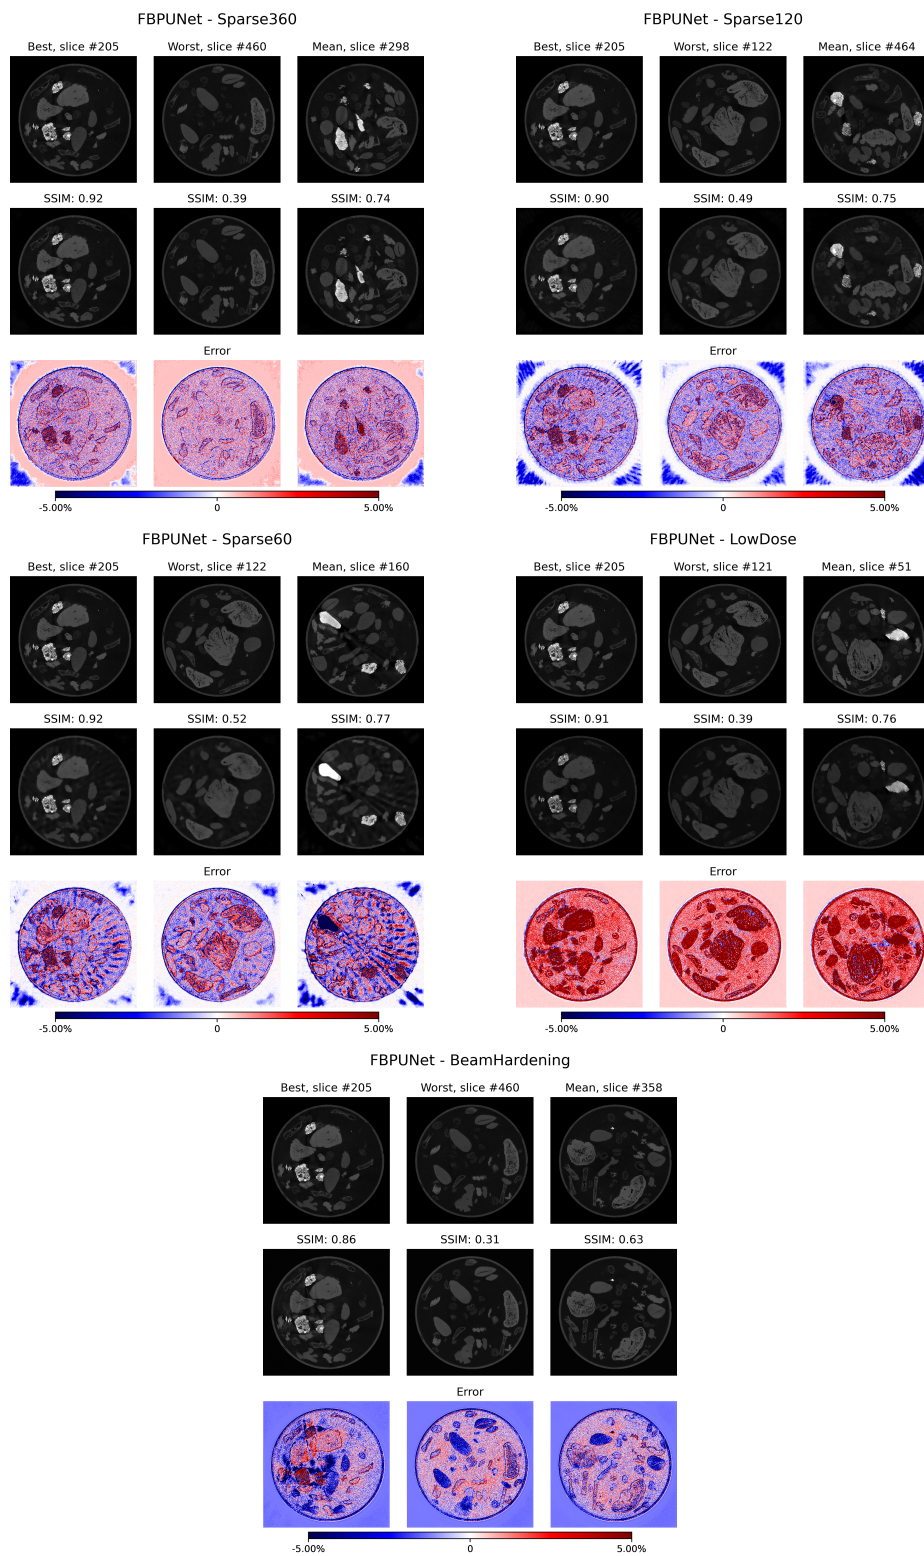 FBPUNet - Sparse360
Best, slice #205 Worst, slice #460 Mean, slice #298
SSIM: 0.92 SSIM: 0.39 SSIM: 0.74
Error
-5.00% 0 5.00%
FBPUNet - Sparse120
Best, slice #205 Worst, slice #122 Mean, slice #464
SSIM: 0.90 SSIM: 0.49 SSIM: 0.75
Error
-5.00% 0 5.00%
FBPUNet - Sparse60
Best, slice #205 Worst, slice #122 Mean, slice #160
SSIM: 0.92 SSIM: 0.52 SSIM: 0.77
Error
-5.00% 0 5.00%
FBPUNet - LowDose
Best, slice #205 Worst, slice #121 Mean, slice #51
SSIM: 0.91 SSIM: 0.39 SSIM: 0.76
Error
-5.00% 0 5.00%
FBPUNet - BeamHardening
Best, slice #205 Worst, slice #460 Mean, slice #358
SSIM: 0.86 SSIM: 0.31 SSIM: 0.63
Error
-5.00% 0 5.00%